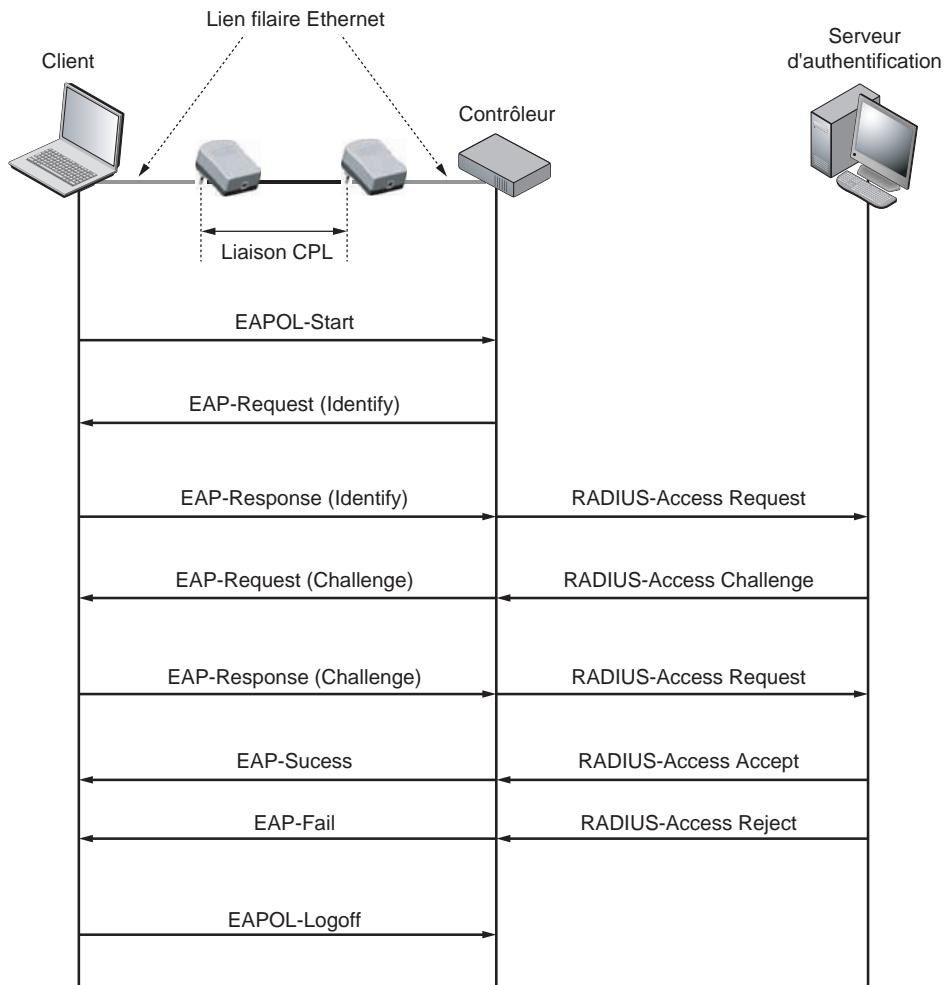 Lien filaire Ethernet
Client
Serveur
d'authentification
Contrôleur
Liaison CPL
EAPOL-Start
EAP-Request (Identify)
EAP-Response (Identify)
RADIUS-Access Request
EAP-Request (Challenge)
RADIUS-Access Challenge
EAP-Response (Challenge)
RADIUS-Access Request
EAP-Sucess
RADIUS-Access Accept
EAP-Fail
RADIUS-Access Reject
EAPOL-Logoff